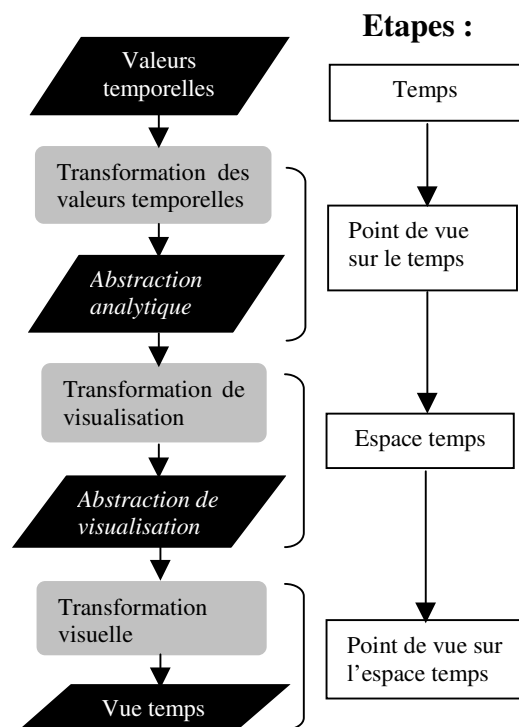 Etapes :
Valeurs
temporelles
Temps
Transformation des
valeurs temporelles
Point de vue
sur le temps
Abstraction
analytique
Transformation de
visualisation
Espace temps
Abstraction de
visualisation
Transformation
visuelle
Point de vue sur
l'espace temps
Vue temps